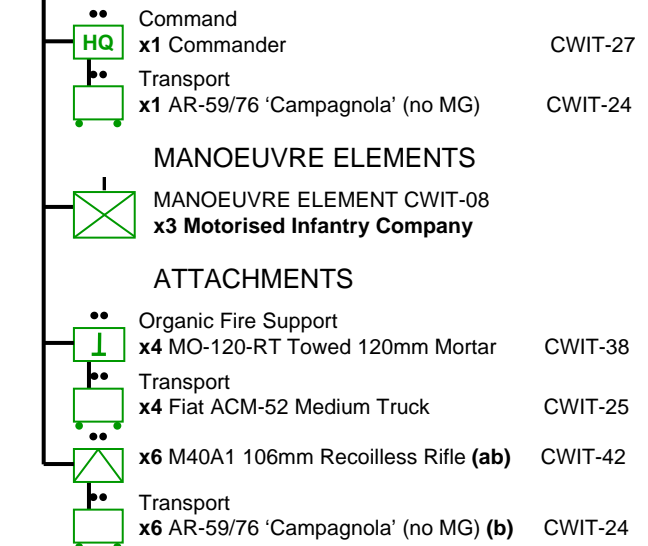 Command
HQ x1 Commander CWIT-27
Transport
x1 AR-59/76 ‘Campagnola’ (no MG) CWIT-24
MANOEUVRE ELEMENTS
MANOEUVRE ELEMENT CWIT-08
x3 Motorised Infantry Company
ATTACHMENTS
Organic Fire Support
x4 MO-120-RT Towed 120mm Mortar CWIT-38
Transport
x4 Fiat ACM-52 Medium Truck CWIT-25
x6 M40A1 106mm Recoilless Rifle (ab) CWIT-42
Transport
x6 AR-59/76 ‘Campagnola’ (no MG) (b) CWIT-24